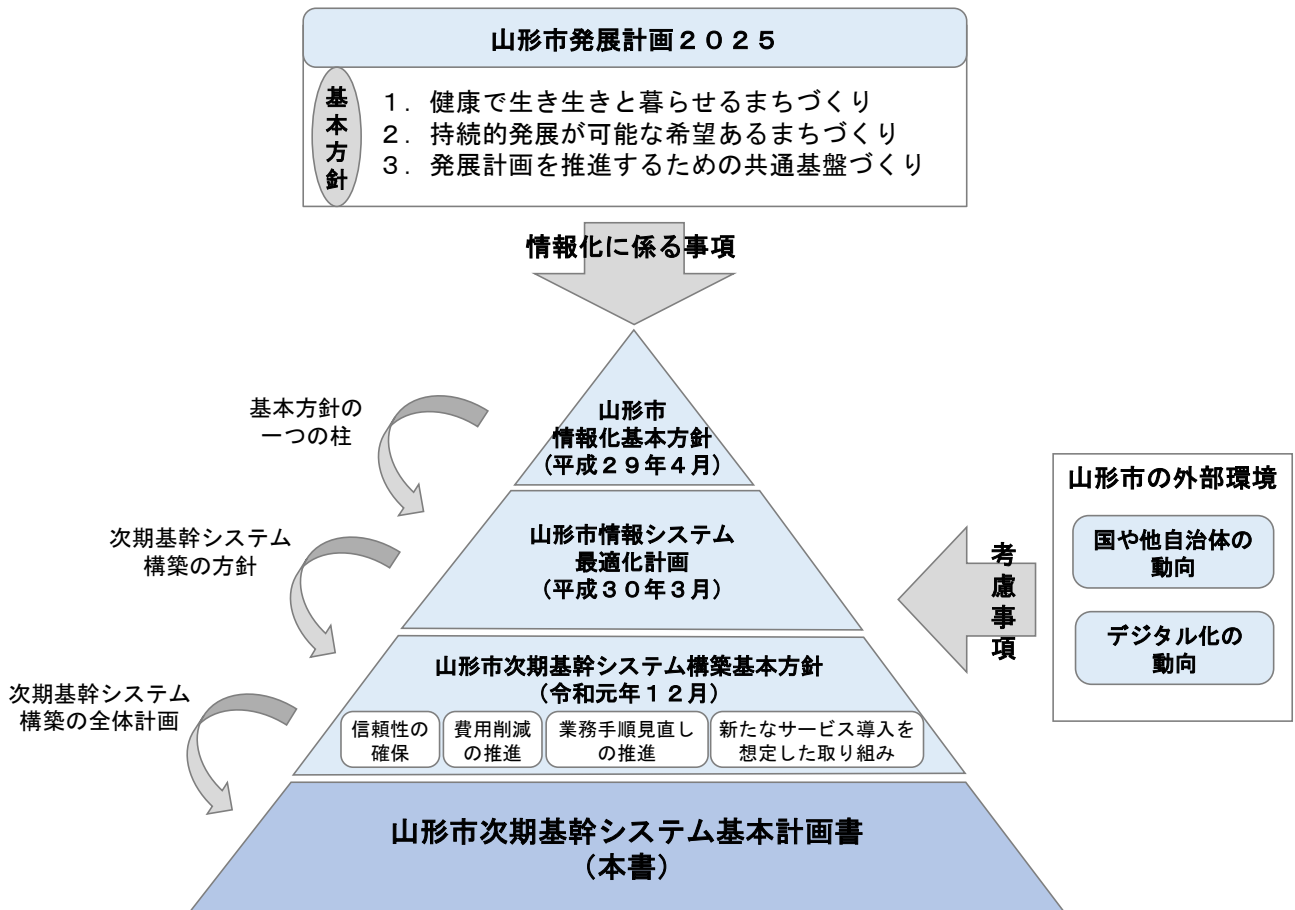 山形市発展計画２０２５
基本方針
１．健康で生き生きと暮らせるまちづくり
２．持続的発展が可能な希望あるまちづくり
３．発展計画を推進するための共通基盤づくり
情報化に係る事項
基本方針の
一つの柱
山形市
情報化基本方針
（平成２９年４月）
次期基幹システム
構築の方針
山形市情報システム
最適化計画
（平成３０年３月）
次期基幹システム
構築の全体計画
山形市次期基幹システム構築基本方針
（令和元年１２月）
信頼性の
確保
費用削減
の推進
業務手順見直し
の推進
新たなサービス導入を
想定した取り組み
山形市次期基幹システム基本計画書
（本書）
考慮事項
山形市の外部環境
国や他自治体の
動向
デジタル化の
動向